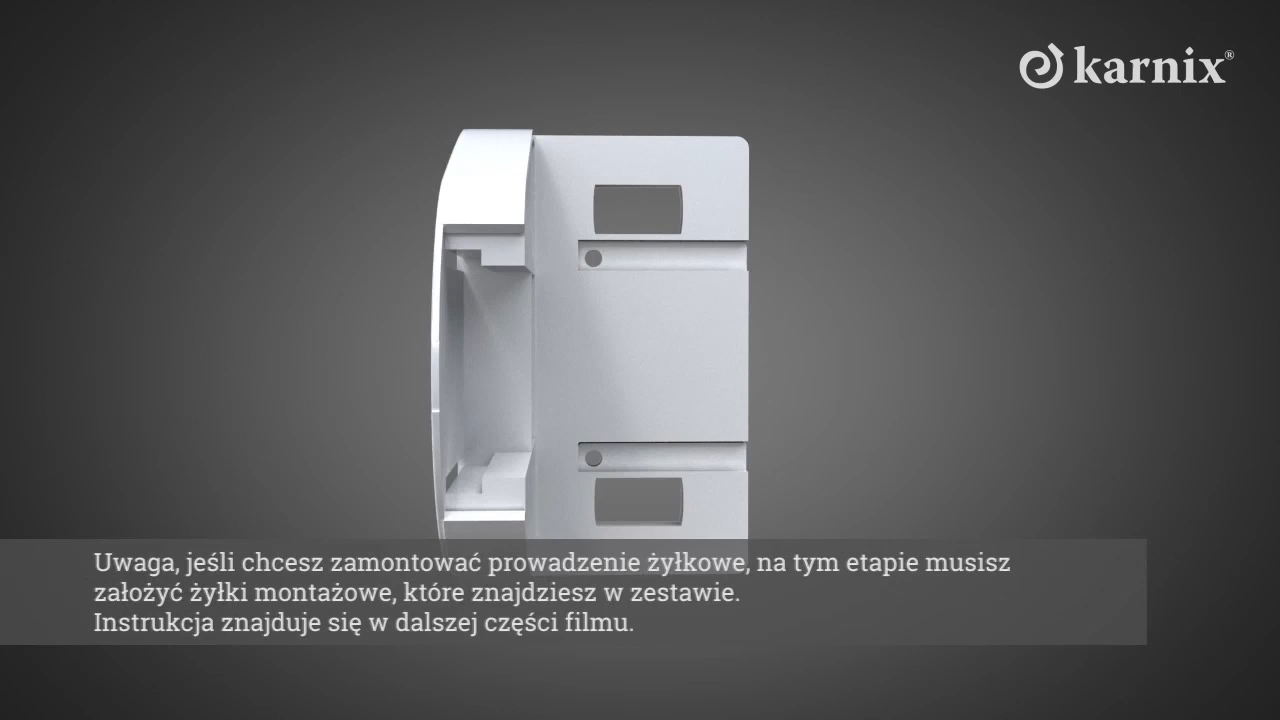 karnix®
Uwaga, jeśli chcesz zamontować prowadzenie żyłkowe, na tym etapie musisz
założyć żyłki montażowe, które znajdziesz w zestawie.
Instrukcja znajduje się w dalszej części filmu.